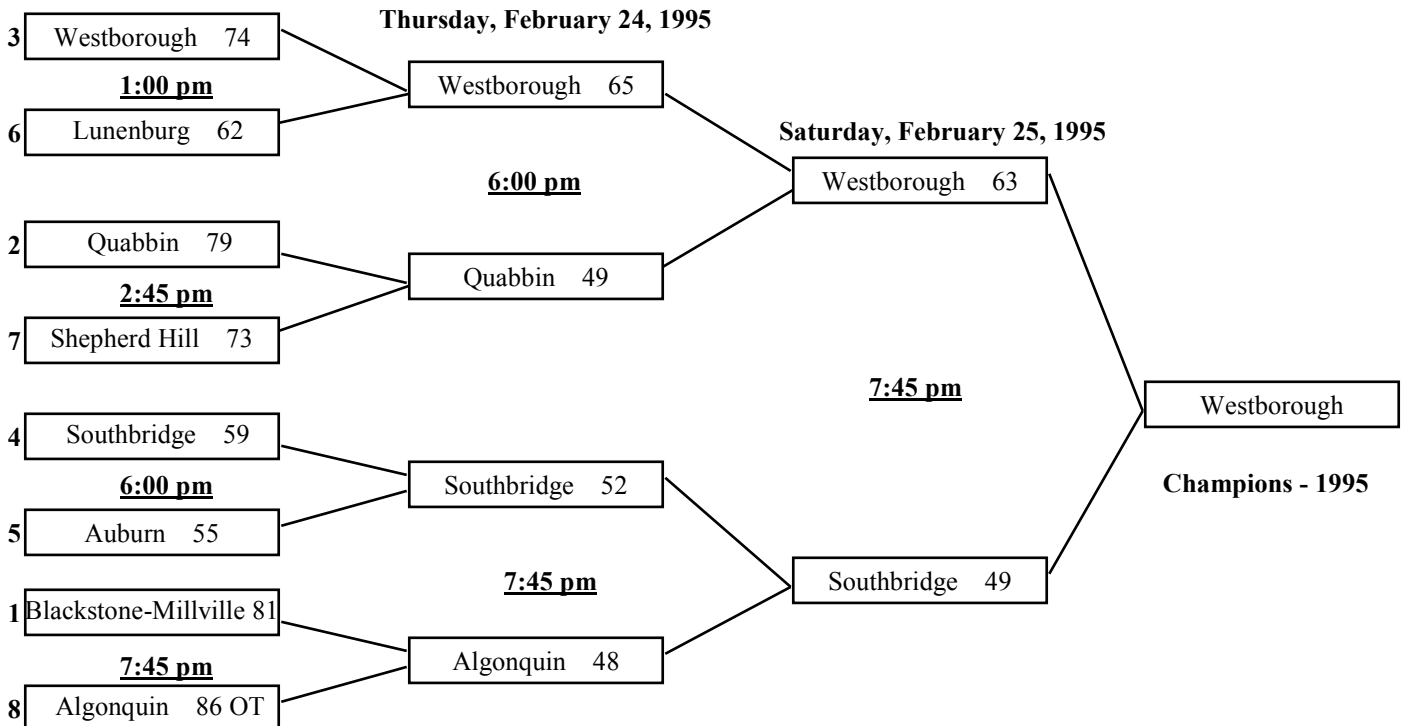 Thursday, February 24, 1995
3 Westborough 74
1:00 pm
6 Lunenburg 62
2 Quabbin 79
2:45 pm
7 Shepherd Hill 73
4 Southbridge 59
6:00 pm
5 Auburn 55
1 Blackstone-Millville 81
7:45 pm
8 Algonquin 86 OT
Westborough 65
6:00 pm
Quabbin 49
Southbridge 52
7:45 pm
Algonquin 48
Saturday, February 25, 1995
Westborough 63
7:45 pm
Southbridge 49
Westborough
Champions - 1995